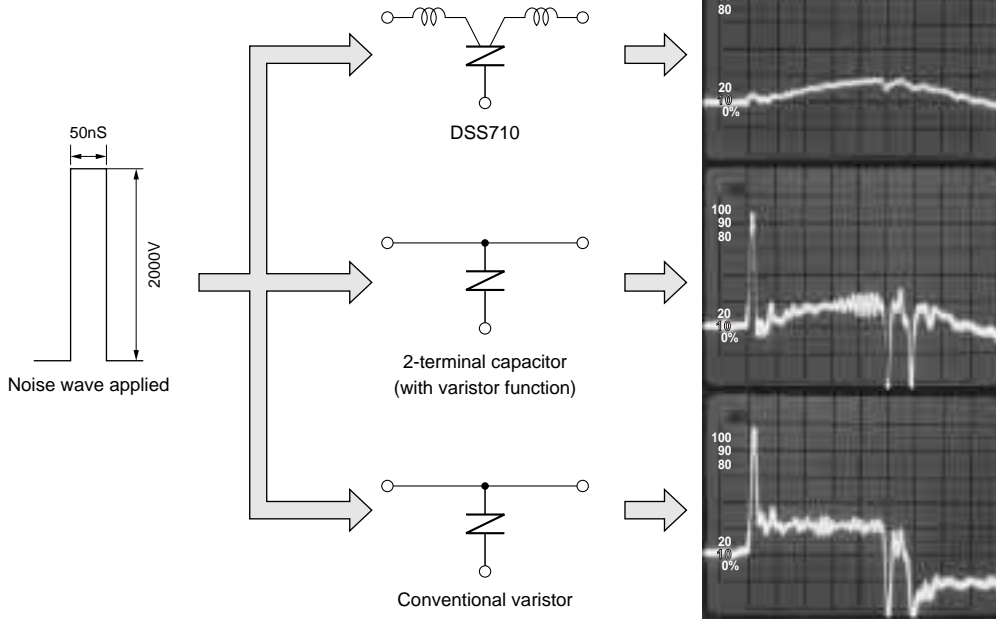 50nS
2000V
Noise wave applied
DSS710
2-terminal capacitor
(with varistor function)
Conventional varistor
80
20
10
0%
100
90
80
20
10
0%
100
90
80
20
10
0%